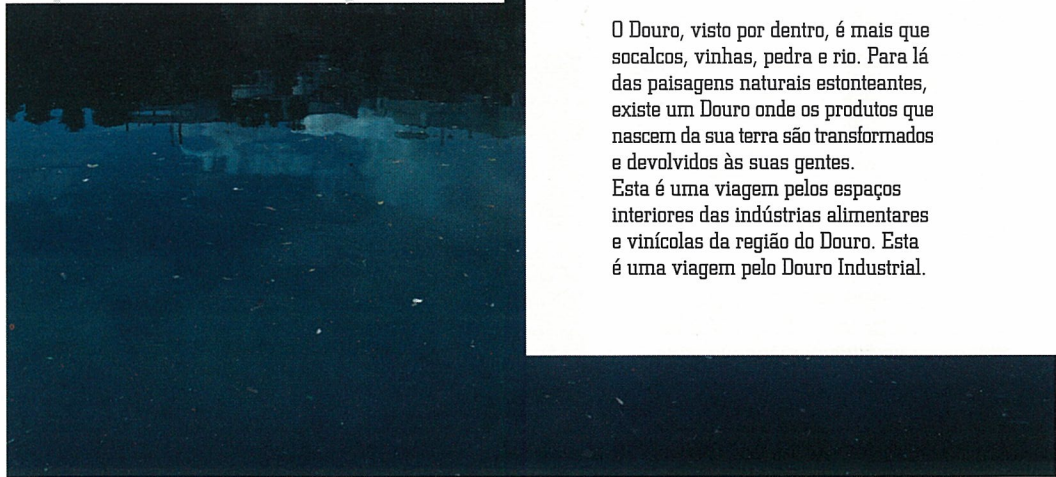 O Douro, visto por dentro, é mais que
socalcos, vinhas, pedra e rio. Para lá
das paisagens naturais estonteantes,
existe um Douro onde os produtos que
nascem da sua terra são transformados
e devolvidos às suas gentes.
Esta é uma viagem pelos espaços
interiores das indústrias alimentares
e vinícolas da região do Douro. Esta
é uma viagem pelo Douro Industrial.